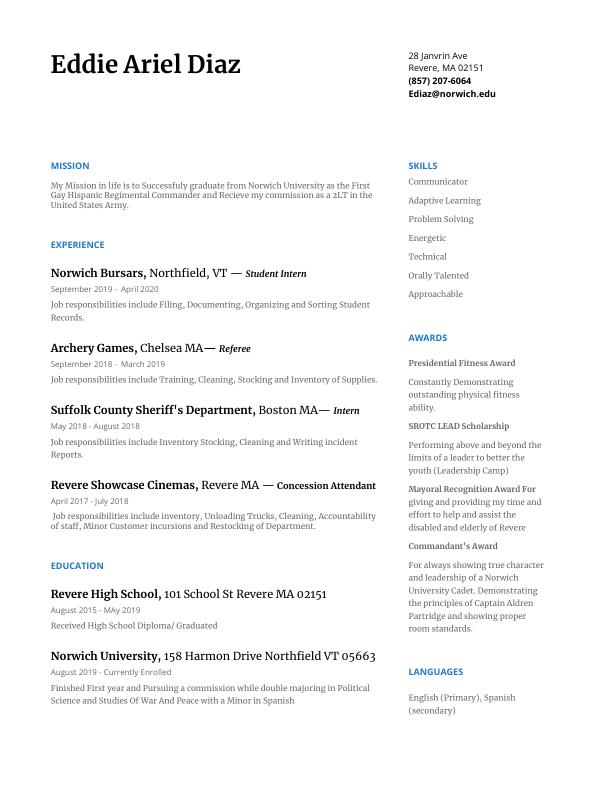 Eddie Ariel Diaz
28 Janvrin Ave
Revere, MA 02151
(857) 207-6064
Ediaz@norwich.edu
MISSION
My Mission in life is to Successfuly graduate from Norwich University as the First
Gay Hispanic Regimental Commander and Recieve my commission as a 2LT in the
United States Army.
EXPERIENCE
Norwich Bursars, Northfield, VT — Student Intern
September 2019 - April 2020
Job responsibilities include Filing, Documenting, Organizing and Sorting Student
Records.
Archery Games, Chelsea MA— Referee
September 2018 - March 2019
Job responsibilities include Training, Cleaning, Stocking and Inventory of Supplies.
Suffolk County Sheriff's Department, Boston MA— Intern
May 2018 - August 2018
Job responsibilities include Inventory Stocking, Cleaning and Writing incident
Reports.
Revere Showcase Cinemas, Revere MA — Concession Attendant
April 2017 - July 2018
Job responsibilities include inventory, Unloading Trucks, Cleaning, Accountability
of staff, Minor Customer incursions and Restocking of Department.
EDUCATION
Revere High School, 101 School St Revere MA 02151
August 2015 - MAy 2019
Received High School Diploma/ Graduated
Norwich University, 158 Harmon Drive Northfield VT 05663
August 2019 - Currently Enrolled
Finished First year and Pursuing a commission while double majoring in Political
Science and Studies Of War And Peace with a Minor in Spanish
SKILLS
Communicator
Adaptive Learning
Problem Solving
Energetic
Technical
Orally Talented
Approachable
AWARDS
Presidential Fitness Award
Constantly Demonstrating
outstanding physical fitness
ability.
SROTC LEAD Scholarship
Performing above and beyond the
limits of a leader to better the
youth (Leadership Camp)
Mayoral Recognition Award For
giving and providing my time and
effort to help and assist the
disabled and elderly of Revere
Commandant's Award
For always showing true character
and leadership of a Norwich
University Cadet. Demonstrating
the principles of Captain Aldren
Partridge and showing proper
room standards.
LANGUAGES
English (Primary), Spanish
(secondary)